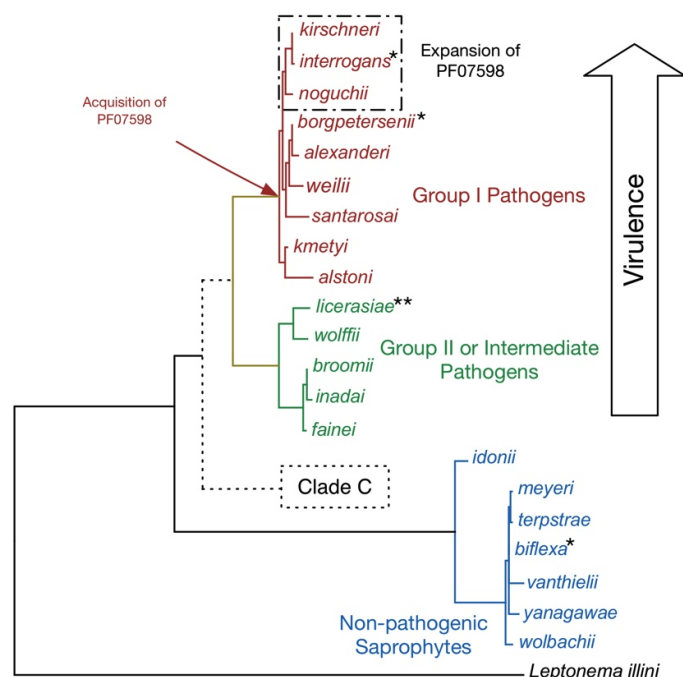 kirschneri
interrogans*
noguchii
Expansion of
PF07598
Acquisition of
PF07598
borgpetersenii*
alexanderi
weilii
santarosai
Group I Pathogens
kmetyi
alstoni
Virulence
licerasiae**
wolffii
broomii
inadai
fainei
Group II or Intermediate
Pathogens
Clade C
idonii
meyeri
terpstrae
biflexa*
vanthielii
yanagawae
wolbachii
Non-pathogenic
Saprophytes
Leptonema illini